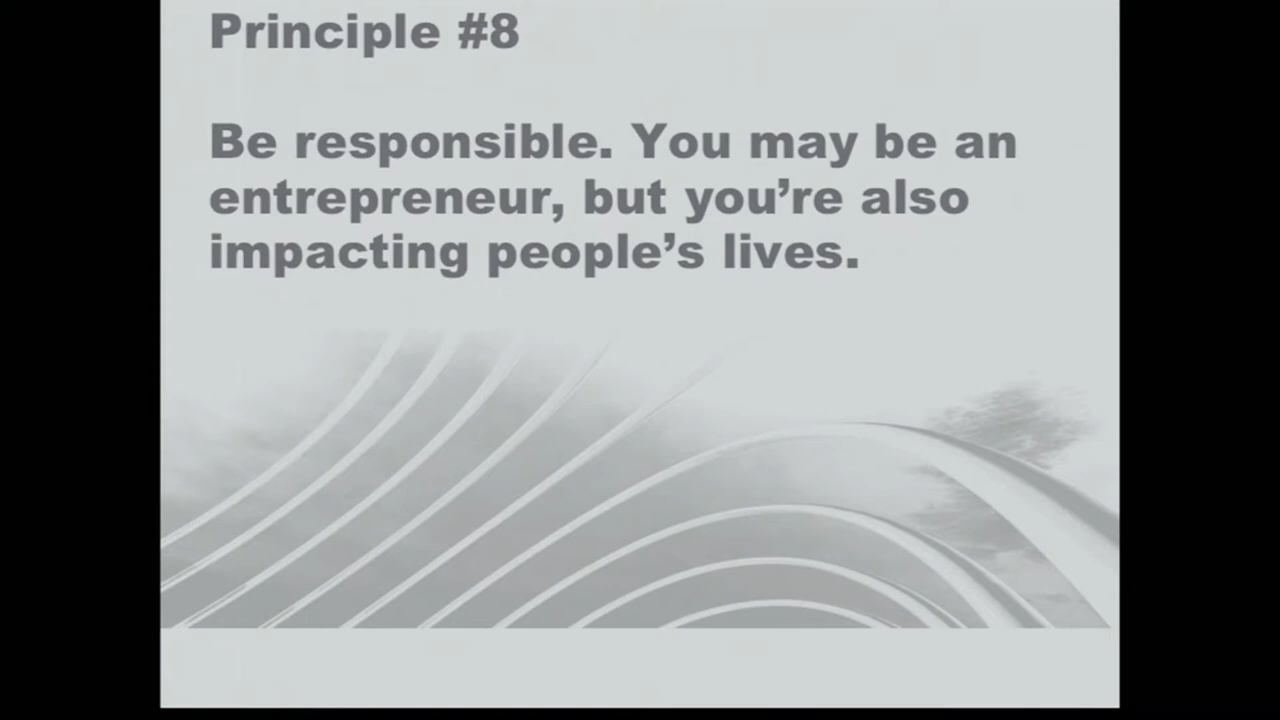 Principle #8
Be responsible. You may be an
entrepreneur, but you’re also
impacting people’s lives.